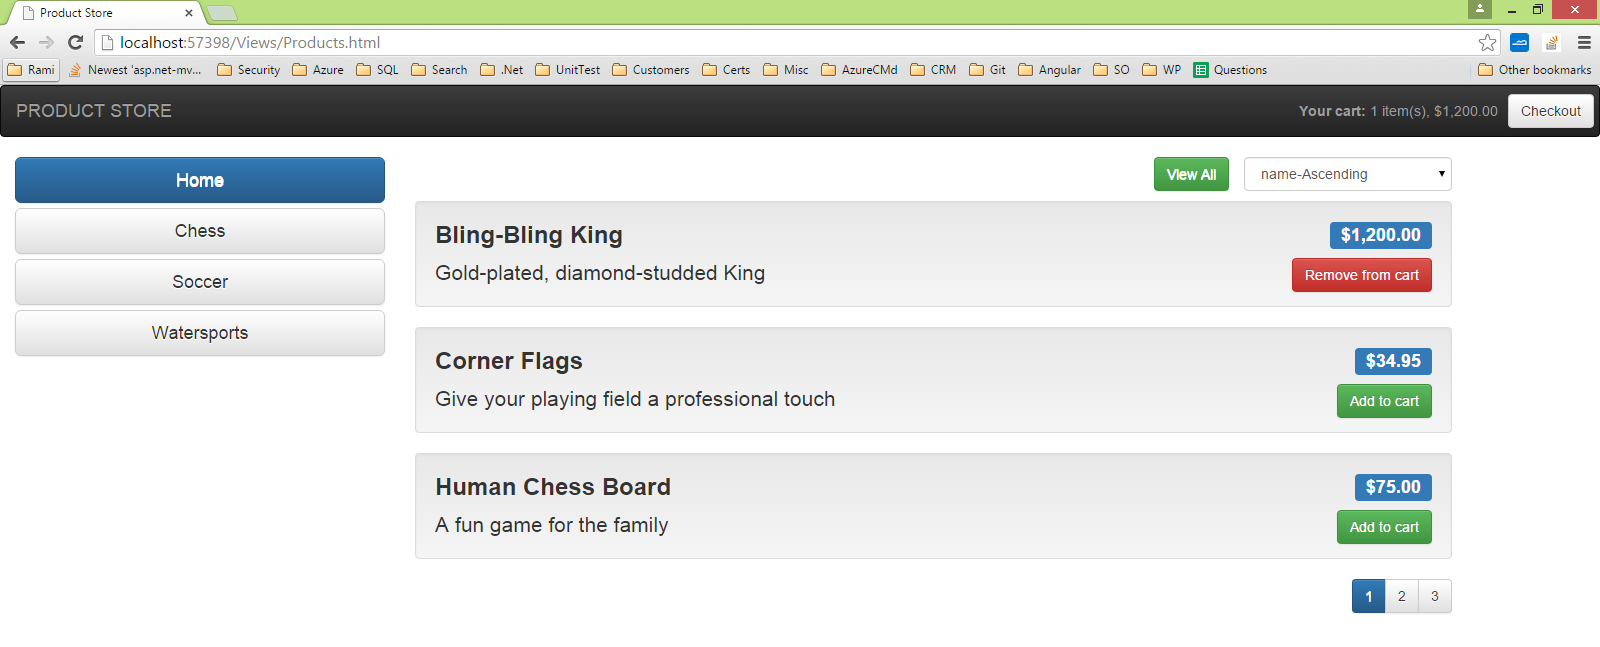 Product Store
localhost:57398/Views/Products.html
Rami Newest 'asp.net-mv... Security Azure SQL Search .Net UnitTest Customers Certs Misc AzureCMd CRM Git Angular SO WP Questions Other bookmarks
PRODUCT STORE Your cart: 1 item(s), $1,200.00 Checkout
Home
Chess
Soccer
Watersports
View All name-Ascending
Bling-Bling King $1,200.00
Gold-plated, diamond-studded King Remove from cart
Corner Flags $34.95
Give your playing field a professional touch Add to cart
Human Chess Board $75.00
A fun game for the family Add to cart
1 2 3